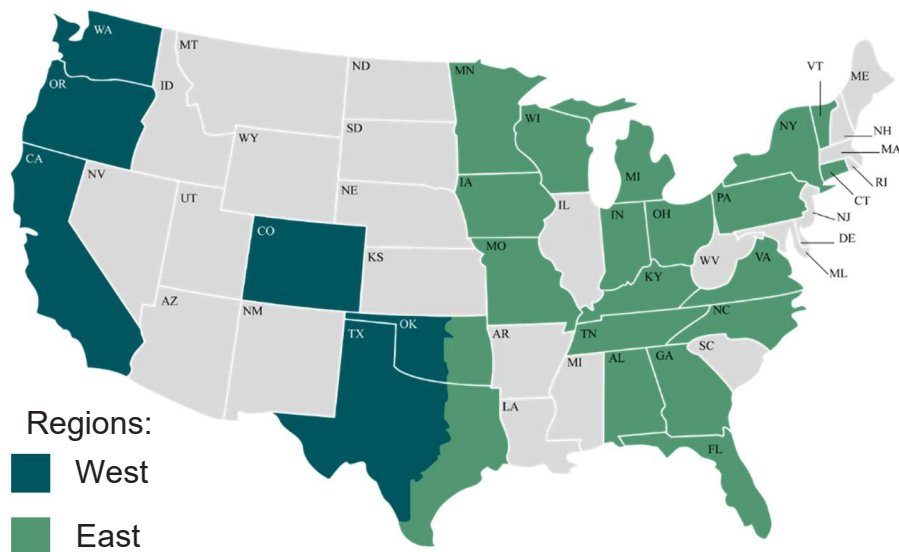 WA
MT
ND
MN
VT
ME
OR
ID
WI
NY
NH
SD
MA
WY
CA
MI
RI
NV
IA
PA
CT
NE
UT
IL
IN
OH
NJ
CO
DE
MO
WV
VA
KS
KY
ML
AZ
NM
NC
OK
TN
TX
AR
SC
MI
AL
GA
LA
FL
Regions:
West
East